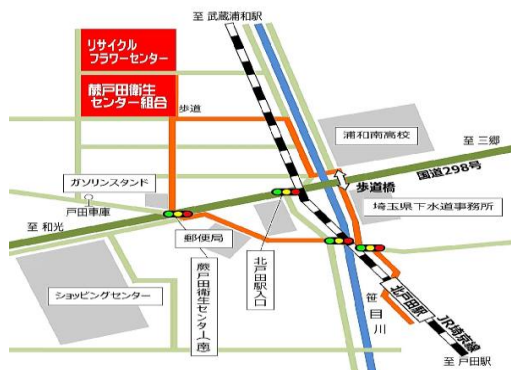 至 武蔵浦和駅
リサイクル
フラワーセンター
蕨戸田衛生
センター組合
歩道
浦和南高校
至 三郷
国道298号
ガソリンスタンド
歩道橋
戸田車庫
埼玉県下水道事務所
至 和光
郵便局
北戸田駅入口
蕨戸田衛生センター(南)
ショッピングセンター
笹目川
北戸田駅
JR埼京線
至 戸田駅